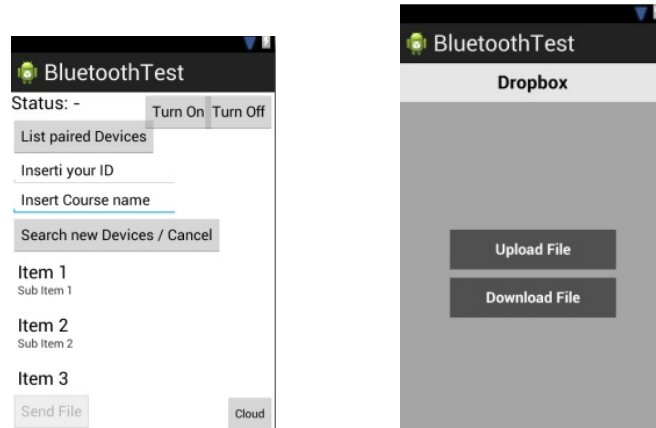 BluetoothTest
Status: -
Turn On Turn Off
List paired Devices
Inserti your ID
Insert Course name
Search new Devices / Cancel
Item 1
Sub Item 1
Item 2
Sub Item 2
Item 3
Send File
Cloud
BluetoothTest
Dropbox
Upload File
Download File